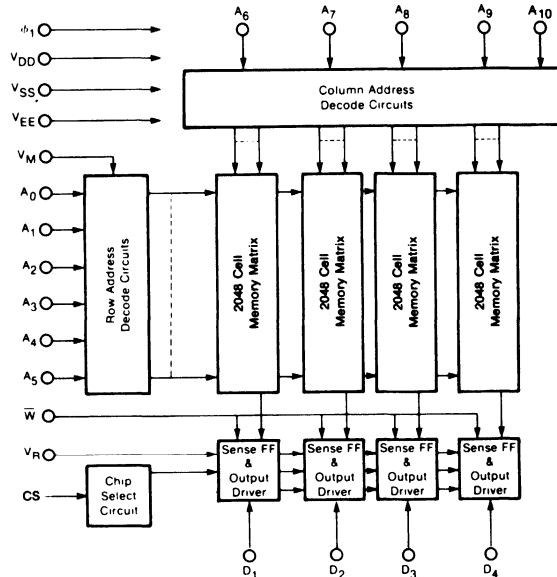 A6 A7 A8 A9 A10
ϕ1
VDD
VSS
VEE
Column Address
Decode Circuits
VM
A0
A1
A2
A3
A4
A5
Row Address
Decode Circuits
2048 Cell
Memory Matrix
2048 Cell
Memory Matrix
2048 Cell
Memory Matrix
2048 Cell
Memory Matrix
W̅
VR
CS
Chip
Select
Circuit
Sense FF
&
Output
Driver
Sense FF
&
Output
Driver
Sense FF
&
Output
Driver
Sense FF
&
Output
Driver
D1 D2 D3 D4